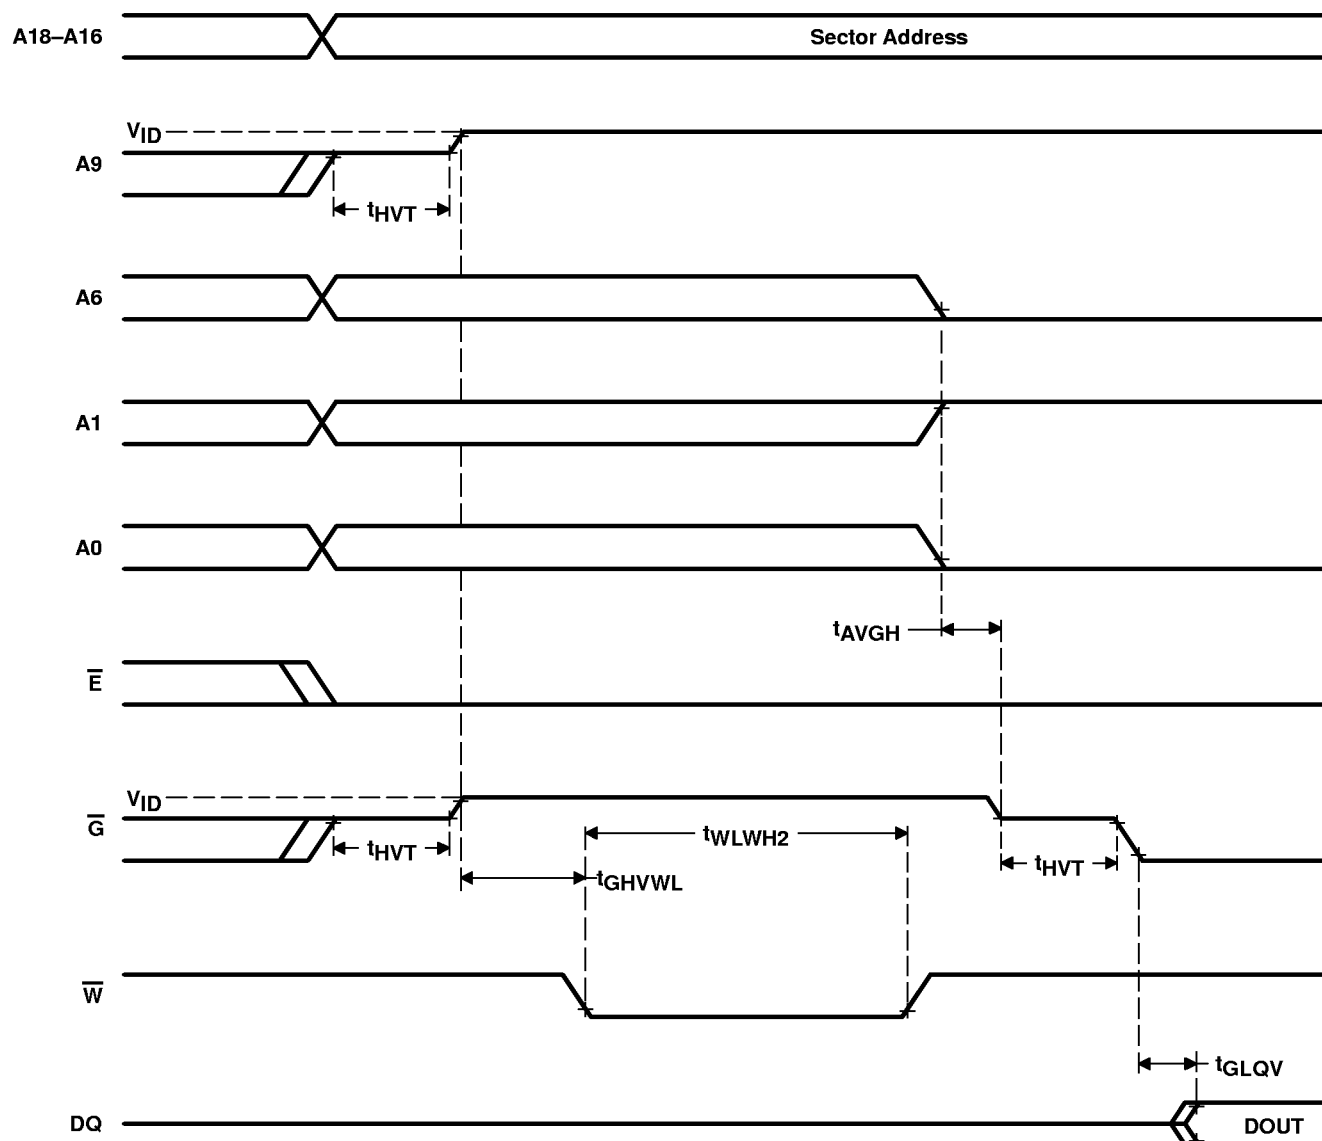 A18–A16
Sector Address
VID
A9
tHVT
A6
A1
A0
tAVGH
E
VID
G
tHVT
tWLWH2
tHVT
tGHVWL
W
tGLQV
DQ
DOUT